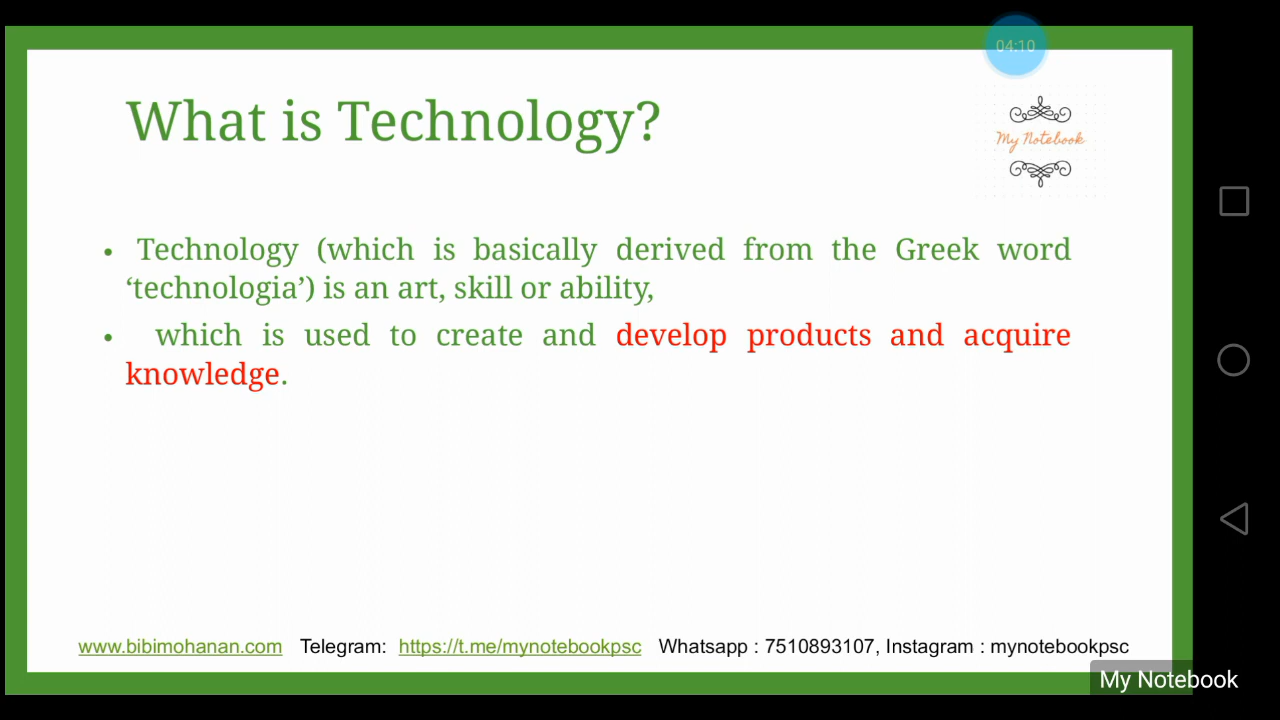 04:10
What is Technology?
My Notebook
• Technology (which is basically derived from the Greek word
‘technologia’) is an art, skill or ability,
• which is used to create and develop products and acquire
knowledge.
www.bibimohanan.com Telegram: https://t.me/mynotebookpsc Whatsapp : 7510893107, Instagram : mynotebookpsc
My Notebook